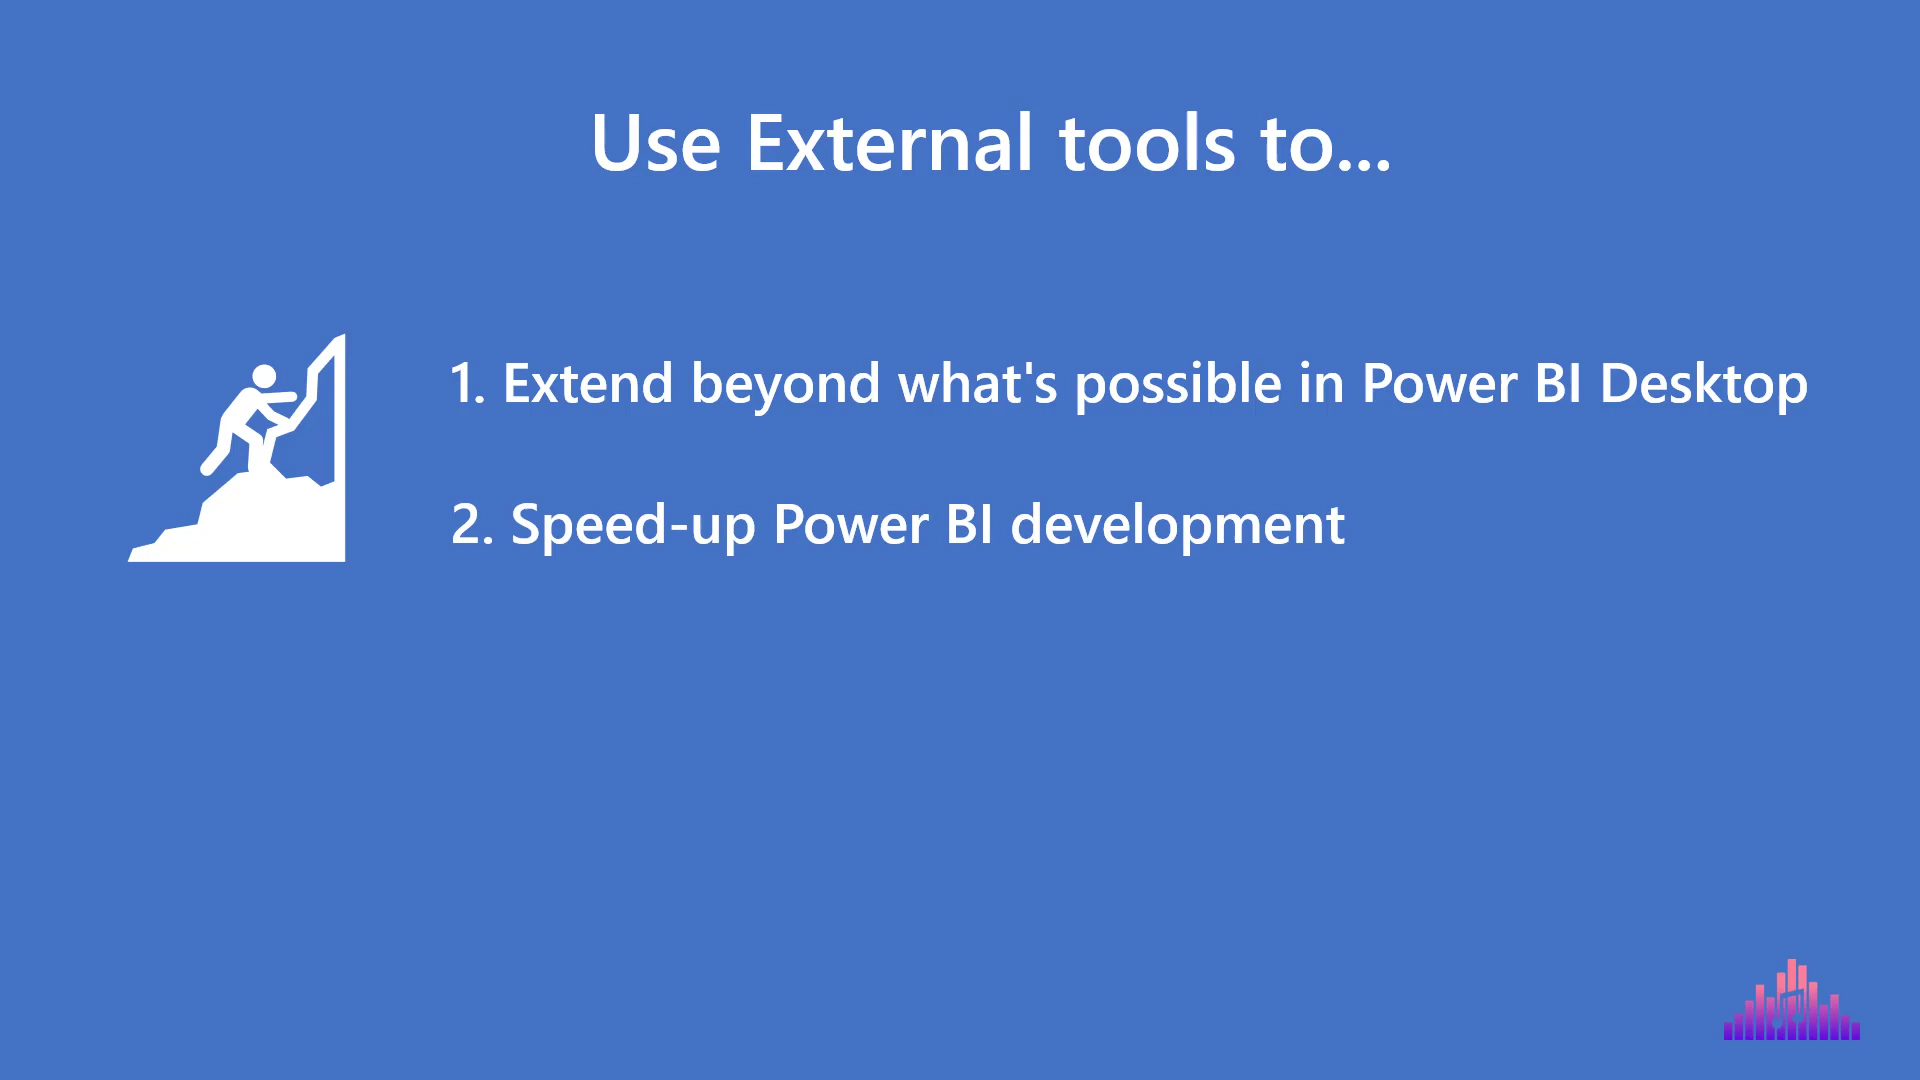 Use External tools to...
1. Extend beyond what's possible in Power BI Desktop
2. Speed-up Power BI development